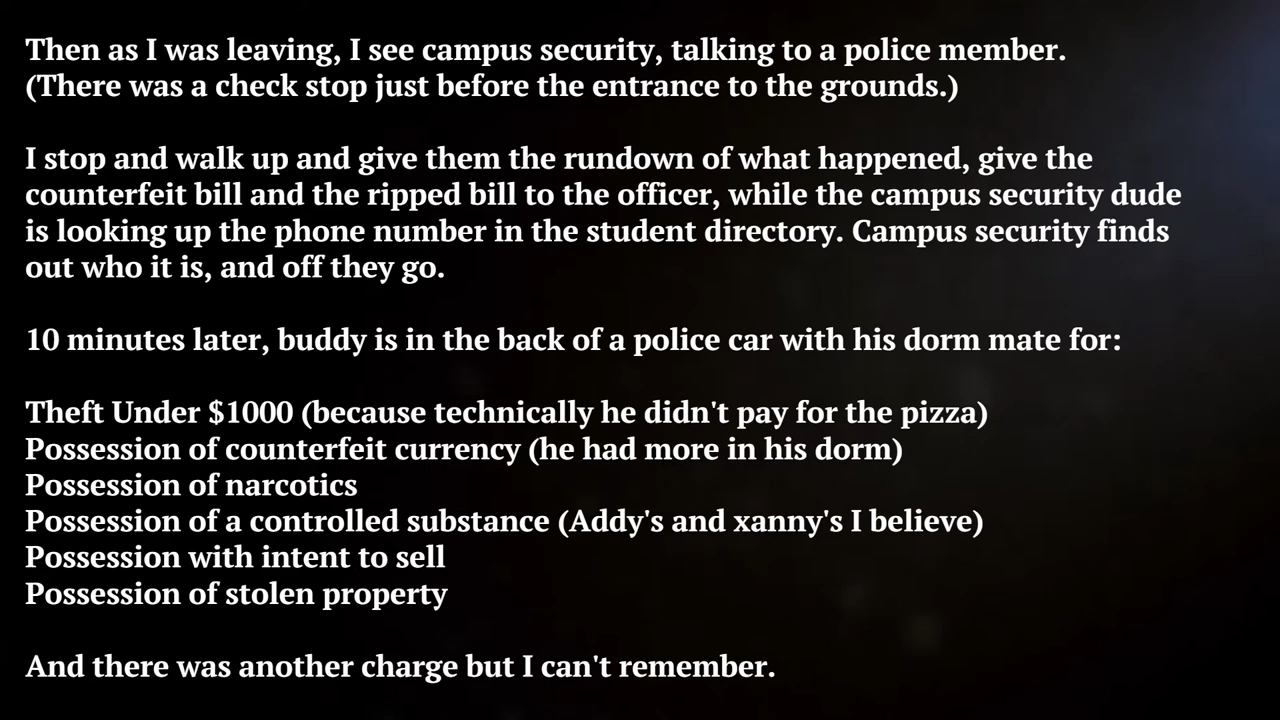 Then as I was leaving, I see campus security, talking to a police member.
(There was a check stop just before the entrance to the grounds.)
I stop and walk up and give them the rundown of what happened, give the
counterfeit bill and the ripped bill to the officer, while the campus security dude
is looking up the phone number in the student directory. Campus security finds
out who it is, and off they go.
10 minutes later, buddy is in the back of a police car with his dorm mate for:
Theft Under $1000 (because technically he didn't pay for the pizza)
Possession of counterfeit currency (he had more in his dorm)
Possession of narcotics
Possession of a controlled substance (Addy's and xanny's I believe)
Possession with intent to sell
Possession of stolen property
And there was another charge but I can't remember.